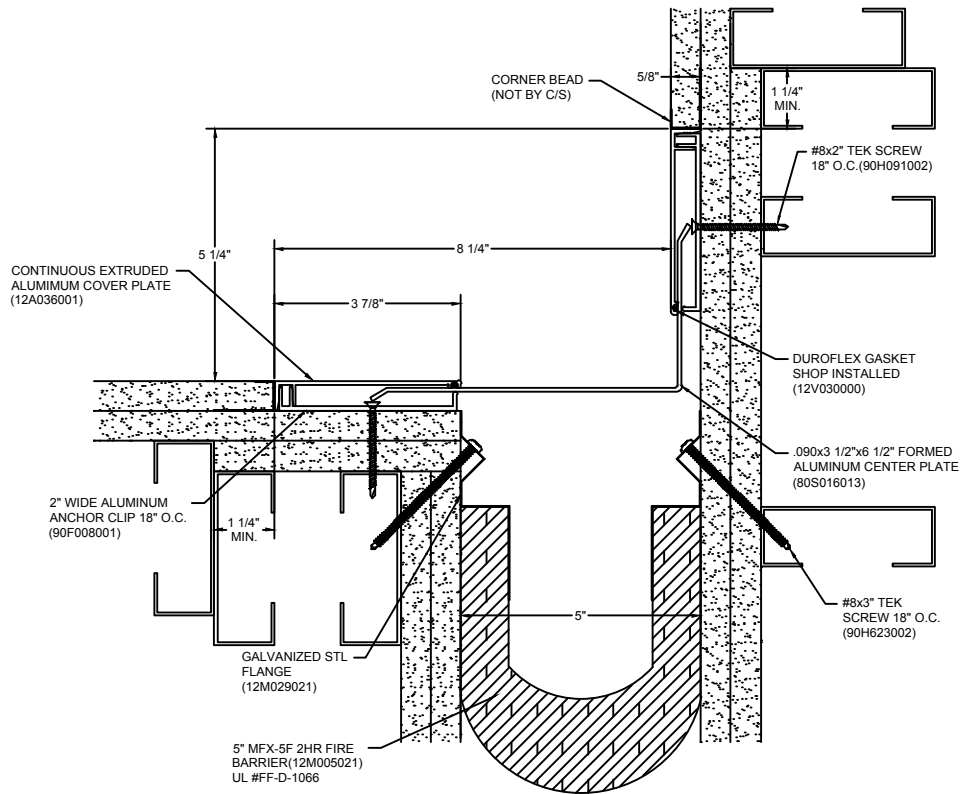 CORNER BEAD
(NOT BY C/S)
5/8"
1 1/4"
MIN.
#8x2" TEK SCREW
18" O.C.(90H091002)
5 1/4"
8 1/4"
CONTINUOUS EXTRUDED
ALUMIMUM COVER PLATE
(12A036001)
3 7/8"
DUROFLEX GASKET
SHOP INSTALLED
(12V030000)
.090x3 1/2"x6 1/2" FORMED
ALUMINUM CENTER PLATE
(80S016013)
2" WIDE ALUMINUM
ANCHOR CLIP 18" O.C.
(90F008001)
1 1/4"
MIN.
5"
#8x3" TEK
SCREW 18" O.C.
(90H623002)
GALVANIZED STL
FLANGE
(12M029021)
5" MFX-5F 2HR FIRE
BARRIER(12M005021)
UL #FF-D-1066